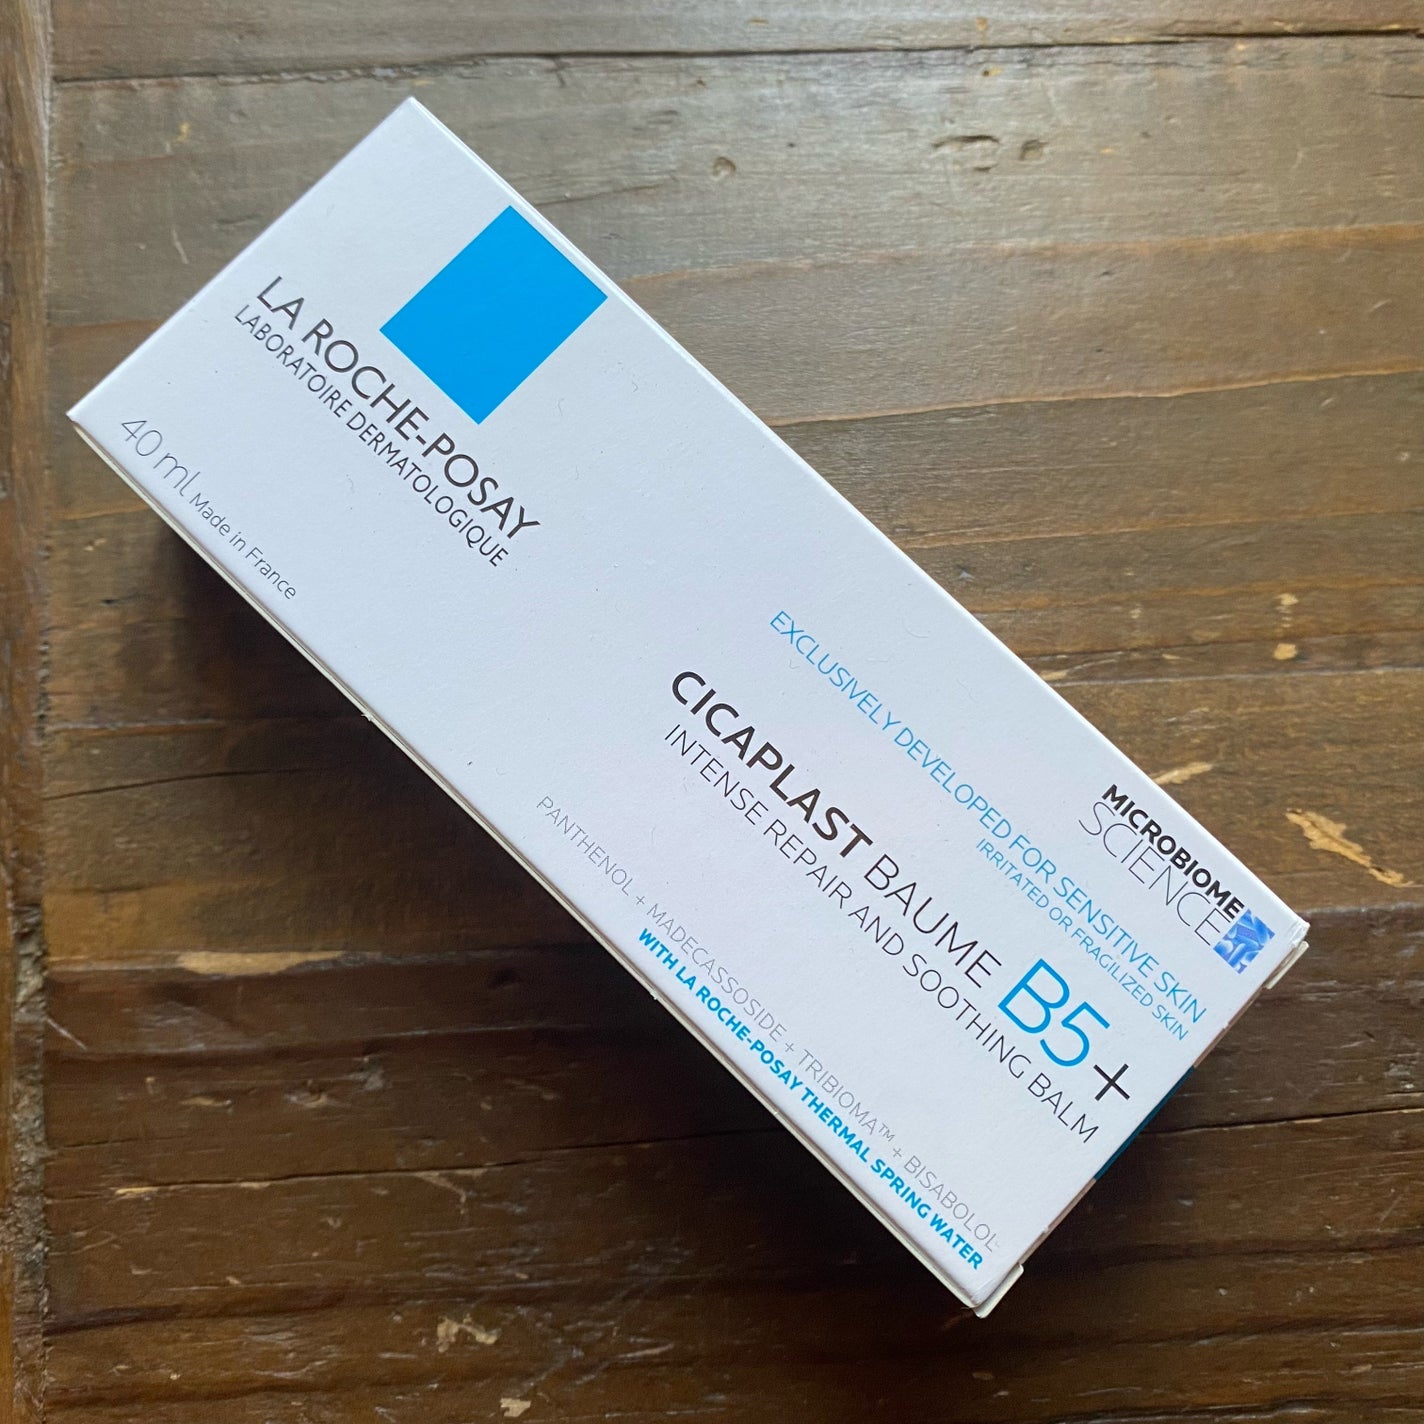 LA ROCHE-POSAY
LABORATOIRE DERMATOLOGIQUE
40 ml Made in France
MICROBIOME
SCIENCE
EXCLUSIVELY DEVELOPED FOR SENSITIVE SKIN
IRRITATED OR FRAGILIZED SKIN
CICAPLAST BAUME B5+
INTENSE REPAIR AND SOOTHING BALM
PANTHENOL + MADECASSOSIDE + TRIBIOMA™ + BISABOLOL
WITH LA ROCHE-POSAY THERMAL SPRING WATER